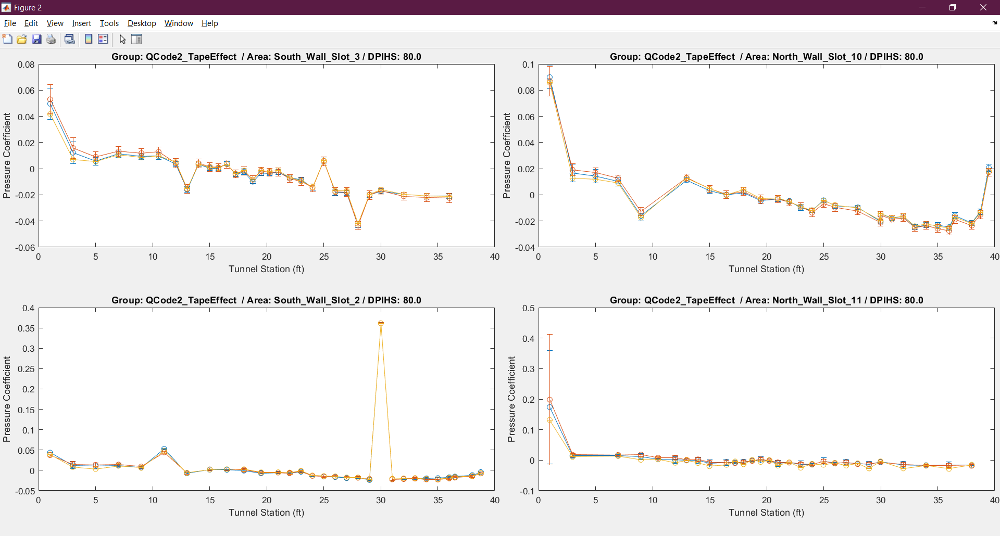 Figure 2
File Edit View Insert Tools Desktop Window Help
Group: QCode2_TapeEffect / Area: South_Wall_Slot_3 / DPIHS: 80.0
0.08
0.06
0.04
0.02
0
-0.02
-0.04
-0.06
Pressure Coefficient
0 5 10 15 20 25 30 35 40
Tunnel Station (ft)
Group: QCode2_TapeEffect / Area: North_Wall_Slot_10 / DPIHS: 80.0
0.1
0.08
0.06
0.04
0.02
0
-0.02
-0.04
Pressure Coefficient
0 5 10 15 20 25 30 35 40
Tunnel Station (ft)
Group: QCode2_TapeEffect / Area: South_Wall_Slot_2 / DPIHS: 80.0
0.4
0.35
0.3
0.25
0.2
0.15
0.1
0.05
0
-0.05
Pressure Coefficient
0 5 10 15 20 25 30 35 40
Tunnel Station (ft)
Group: QCode2_TapeEffect / Area: North_Wall_Slot_11 / DPIHS: 80.0
0.5
0.4
0.3
0.2
0.1
0
-0.1
Pressure Coefficient
0 5 10 15 20 25 30 35 40
Tunnel Station (ft)